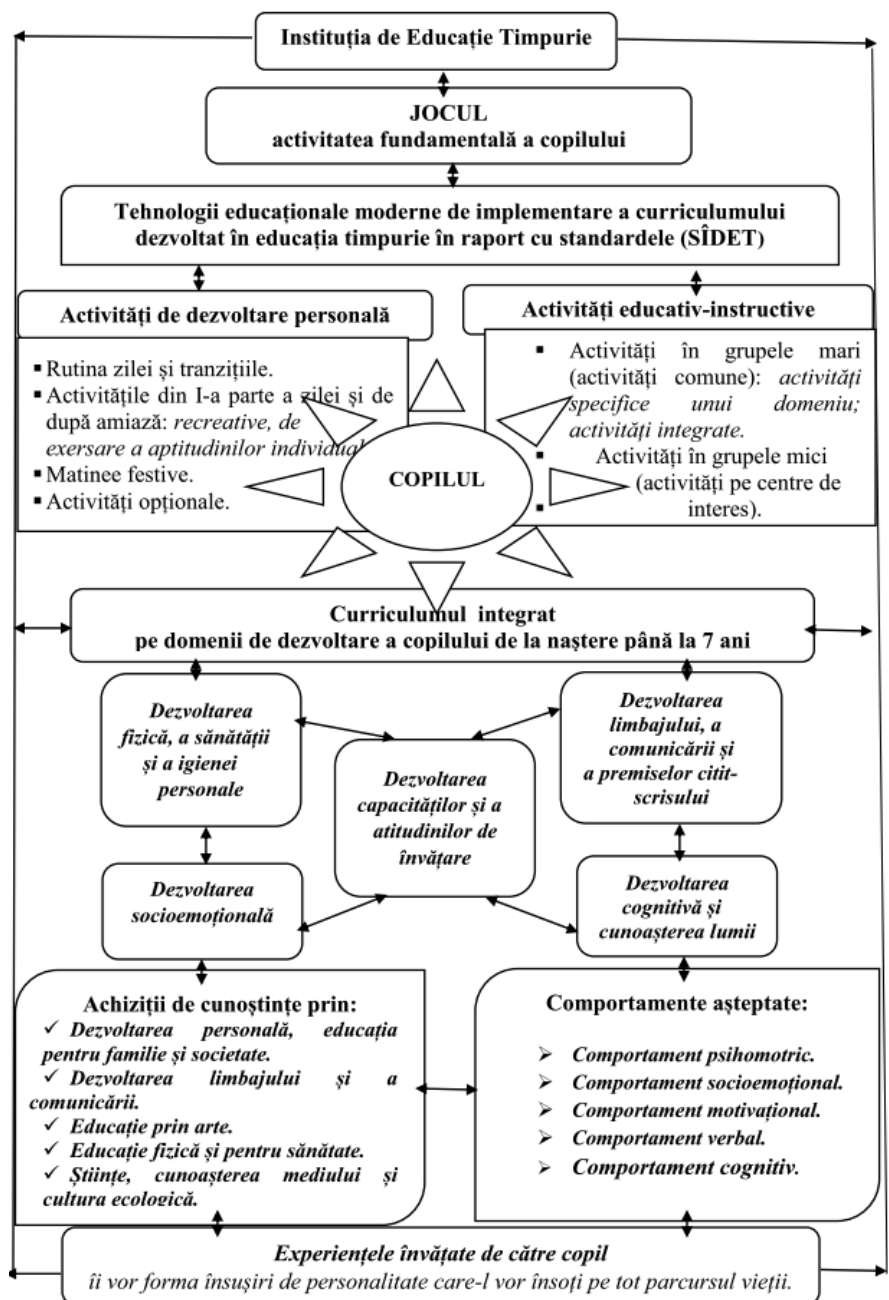 Instituția de Educație Timpurie
JOCUL
activitatea fundamentală a copilului
Tehnologii educaționale moderne de implementare a curiculumului
dezvoltat în educația timpurie în raport cu standardele (SÎDET)
Activități de dezvoltare personală
▪ Rutina zilei și tranzițiile.
▪ Activitățile din I-a parte a zilei și de
după amiază: recreative, de
exersare a aptitudinilor individual
▪ Matinee festive.
▪ Activități opționale.
Activități educativ-instructive
▪ Activități în grupele mari
(activități comune): activități
specifice unui domeniu;
activități integrate.
▪ Activități în grupele mici
(activități pe centre de
▪ interes).
COPILUL
Curriculumul integrat
pe domenii de dezvoltare a copilului de la naștere până la 7 ani
Dezvoltarea
fizică, a sănătății
și a igienei
personale
Dezvoltarea
limbajului, a
comunicării și
a premiselor citit-
scrisului
Dezvoltarea
capacităților și a
atitudinilor de
învățare
Dezvoltarea
socioemoțională
Dezvoltarea
cognitivă și
cunoașterea lumii
Achiziții de cunoștințe prin:
✓ Dezvoltarea personală, educația
pentru familie și societate.
✓ Dezvoltarea limbajului și a
comunicării.
✓ Educație prin arte.
✓ Educație fizică și pentru sănătate.
✓ Științe, cunoașterea mediului și
cultura ecologică.
Comportamente așteptate:
➢ Comportament psihomotric.
➢ Comportament socioemoțional.
➢ Comportament motivațional.
➢ Comportament verbal.
➢ Comportament cognitiv.
Experiențele învățate de către copil
îi vor forma însușiri de personalitate care-l vor însoți pe tot parcursul vieții.